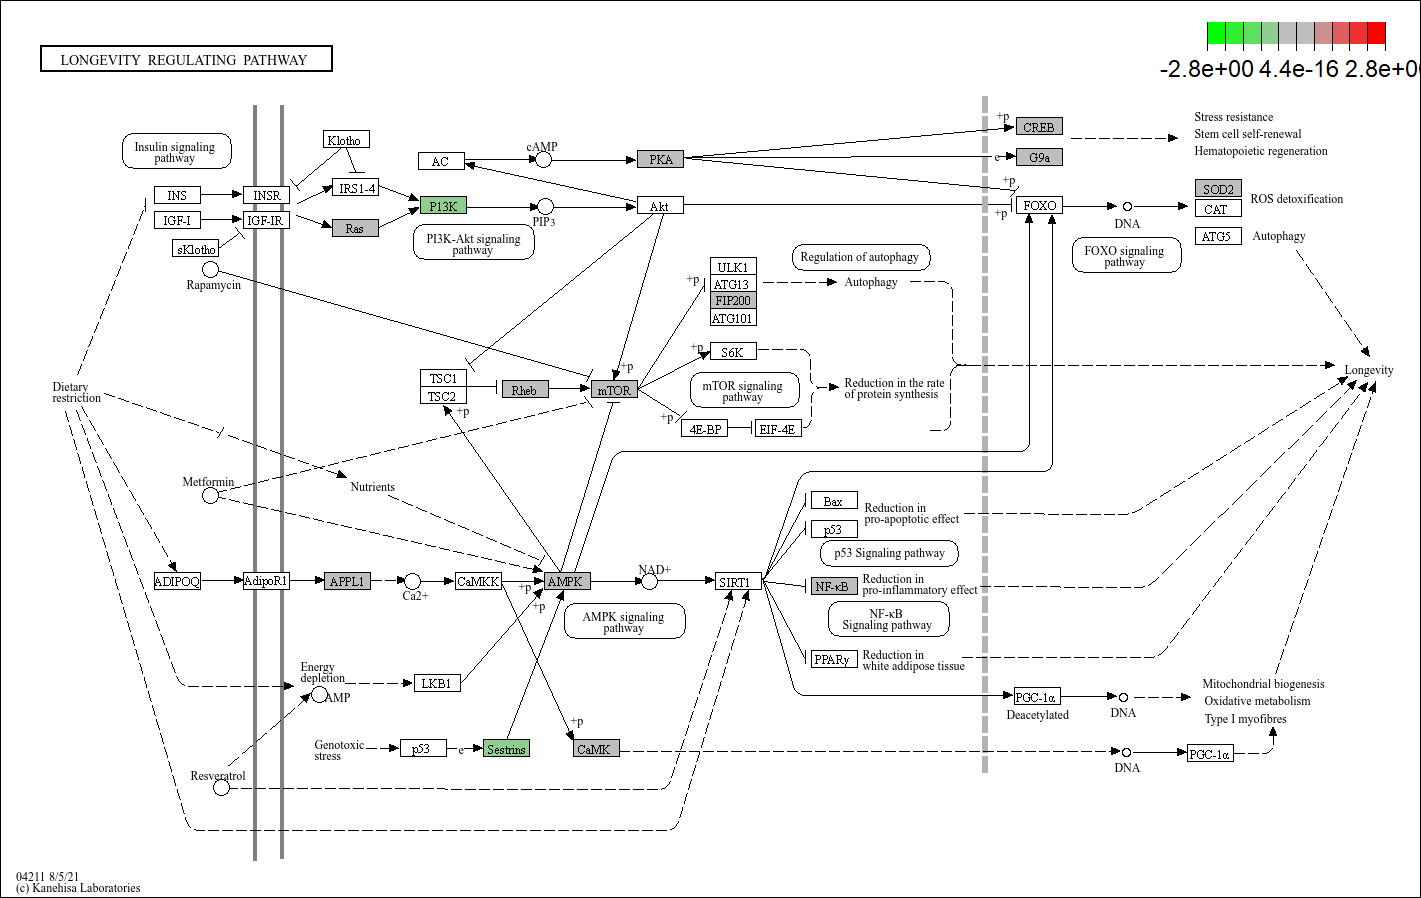 LONGEVITY REGULATING PATHWAY
-2.8e+00 4.4e-16 2.8e+0
Insulin signaling
pathway
Klotho
INS
INSR
IRS1-4
IGF-I
IGF-IR
Ras
sKlotho
Rapamycin
AC
cAMP
PKA
P13K
PIP3
Akt
PI3K-Akt signaling
pathway
+p
CREB
e
G9a
+p
+p
FOXO
DNA
FOXO signaling
pathway
Stress resistance
Stem cell self-renewal
Hematopoietic regeneration
SOD2
CAT
ROS detoxification
ATG5
Autophagy
ULK1
ATG13
FIP200
ATG101
+p
Regulation of autophagy
Autophagy
Dietary
restriction
TSC1
TSC2
+p
Rheb
mTOR
+p
+p
S6K
mTOR signaling
pathway
+p
4E-BP
EIF-4E
Reduction in the rate
of protein synthesis
Longevity
Metformin
Nutrients
ADIPOQ
AdipoR1
APPL1
Ca2+
CaMKK
+p
+p
AMPK
NAD+
SIRT1
AMPK signaling
pathway
Bax
Reduction in
pro-apoptotic effect
p53
p53 Signaling pathway
NF-κB
Reduction in
pro-inflammatory effect
NF-κB
Signaling pathway
PPARγ
Reduction in
white addipose tissue
Energy
depletion
AMP
LKB1
Genotoxic
stress
p53
e
Sestrins
+p
CaMK
Resveratrol
PGC-1α
Deacetylated
DNA
Mitochondrial biogenesis
Oxidative metabolism
Type I myofibres
DNA
PGC-1α
04211 8/5/21
(c) Kanehisa Laboratories